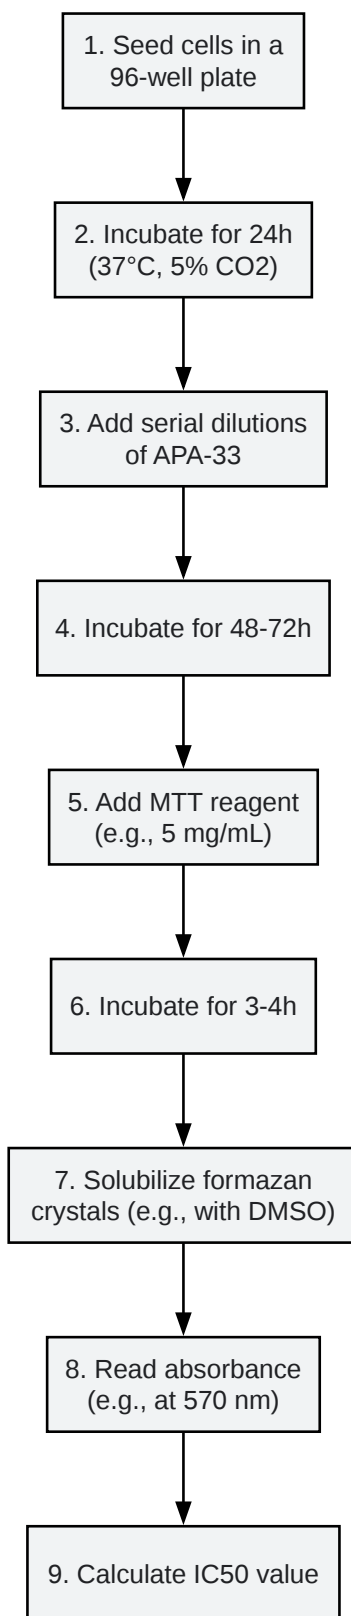 1. Seed cells in a
96-well plate
2. Incubate for 24h
(37°C, 5% CO2)
3. Add serial dilutions
of APA-33
4. Incubate for 48-72h
5. Add MTT reagent
(e.g., 5 mg/mL)
6. Incubate for 3-4h
7. Solubilize formazan
crystals (e.g., with DMSO)
8. Read absorbance
(e.g., at 570 nm)
9. Calculate IC50 value